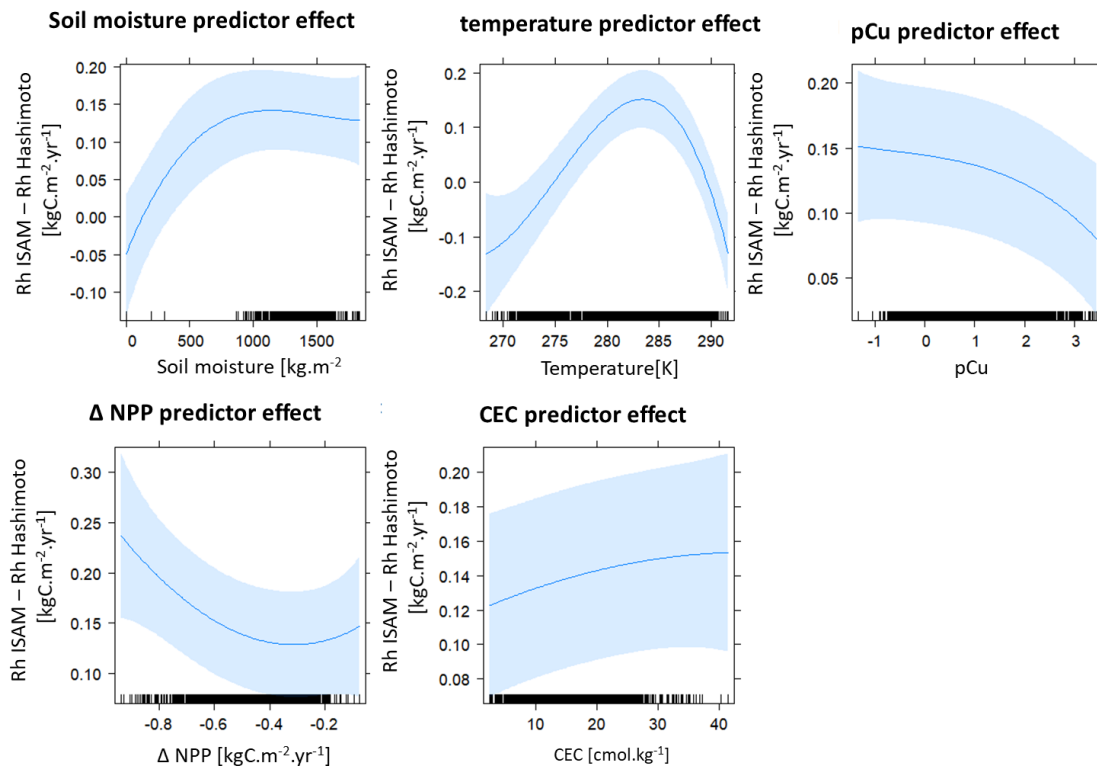 Soil moisture predictor effect
Rh ISAM – Rh Hashimoto
[kgC.m-2.yr-1]
0.20
0.15
0.10
0.05
0.00
-0.05
-0.10
0
500
1000
1500
Soil moisture [kg.m-2
temperature predictor effect
Rh ISAM – Rh Hashimoto
[kgC.m-2.yr-1]
0.2
0.1
0.0
-0.1
-0.2
270
275
280
285
290
Temperature[K]
pCu predictor effect
Rh ISAM – Rh Hashimoto
[kgC.m-2.yr-1]
0.20
0.15
0.10
0.05
-1
0
1
2
3
pCu
Δ NPP predictor effect
Rh ISAM – Rh Hashimoto
[kgC.m-2.yr-1]
0.30
0.25
0.20
0.15
0.10
-0.8
-0.6
-0.4
-0.2
Δ NPP [kgC.m-2.yr-1]
CEC predictor effect
Rh ISAM – Rh Hashimoto
[kgC.m-2.yr-1]
0.20
0.18
0.16
0.14
0.12
0.10
0.08
10
20
30
40
CEC [cmol.kg-1]